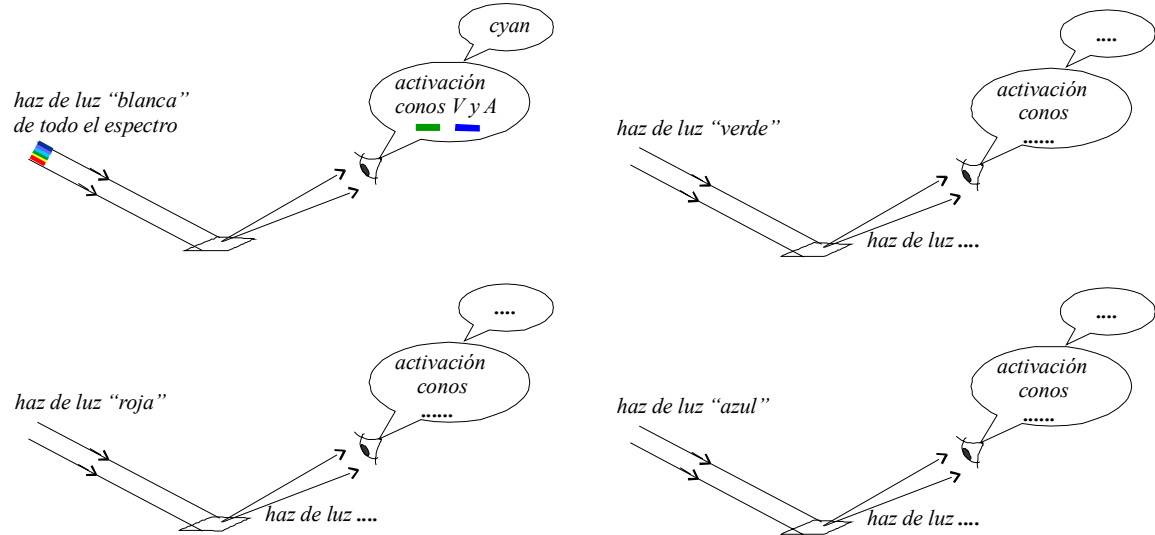 cyan
activación
conos V y A
haz de luz “blanca”
de todo el espectro
....
activación
conos
......
haz de luz “verde”
haz de luz ....
....
activación
conos
......
haz de luz “roja”
haz de luz ....
....
activación
conos
......
haz de luz “azul”
haz de luz ....